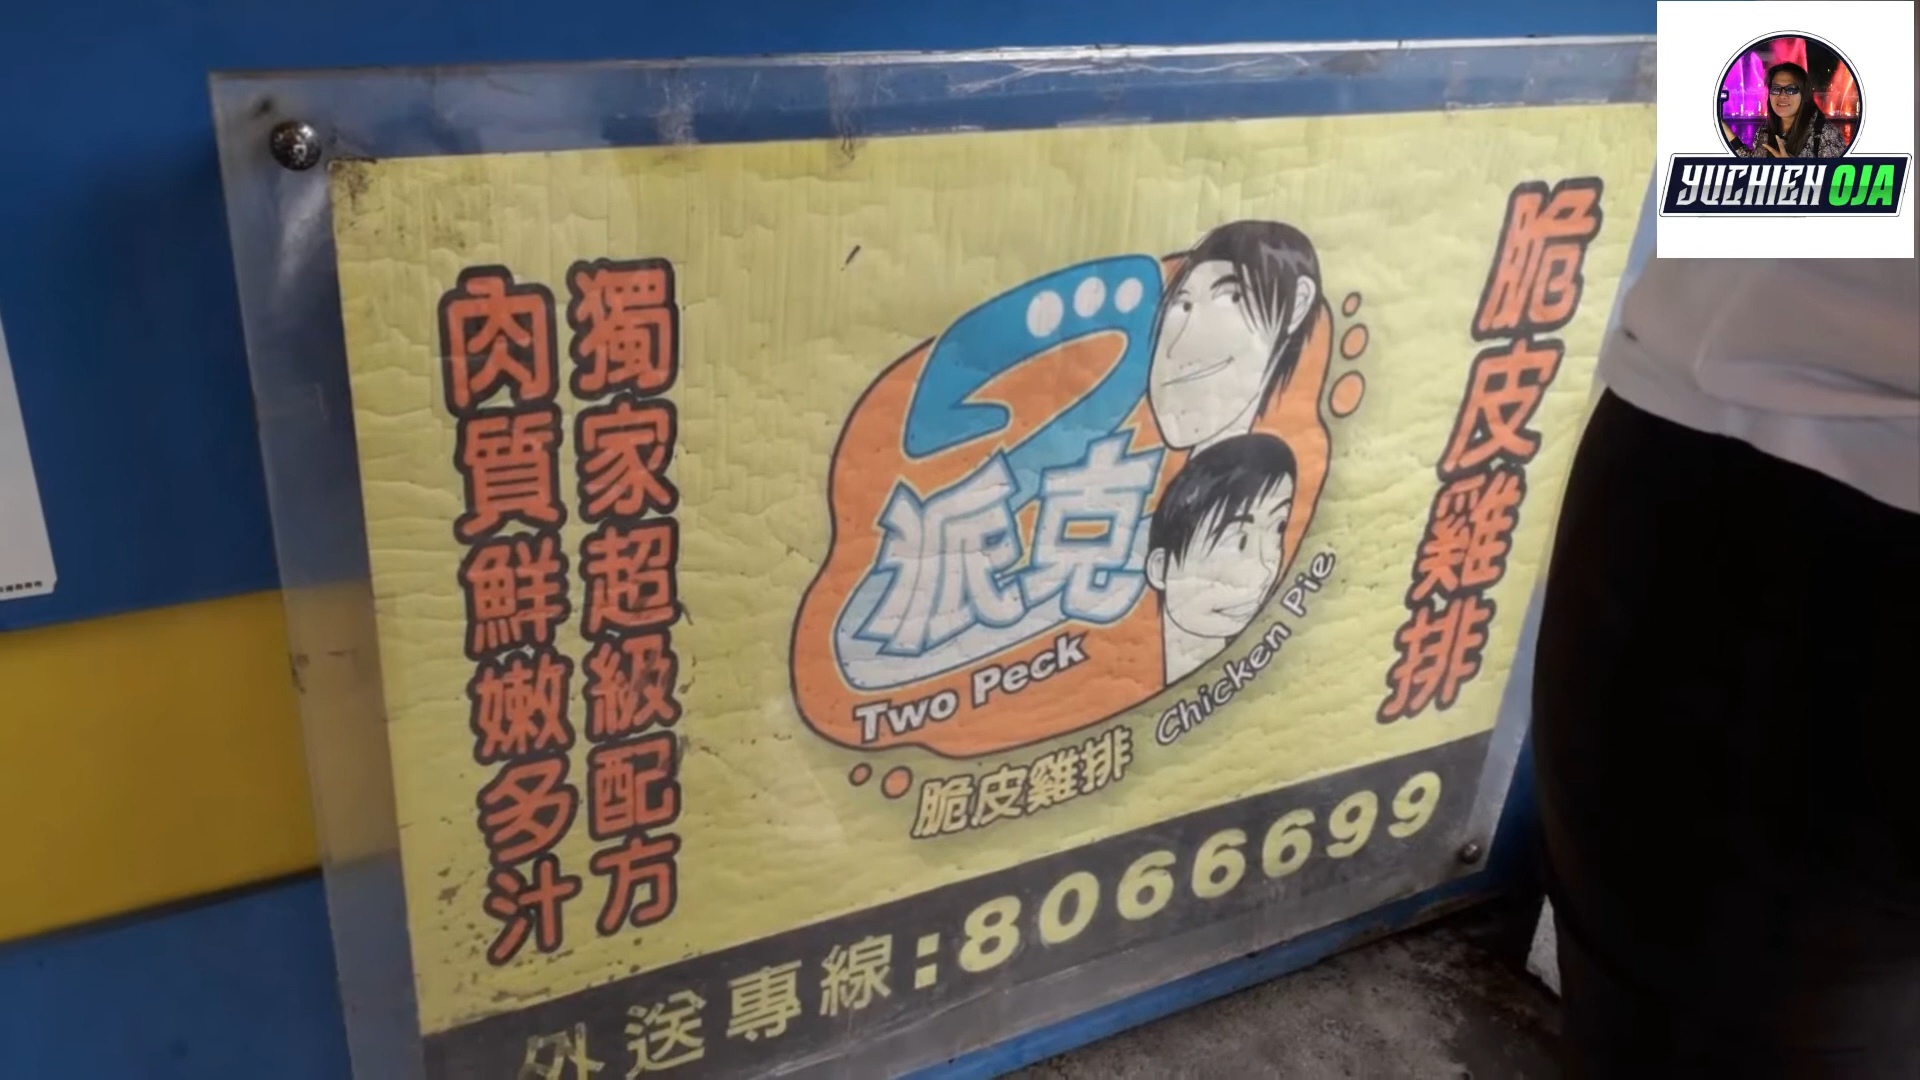 YUCHIEN OJA
脆皮雞排
派克
Two Peck
脆皮雞排 Chicken Pie
獨家超級配方
肉質鮮嫩多汁
外送專線:8066699